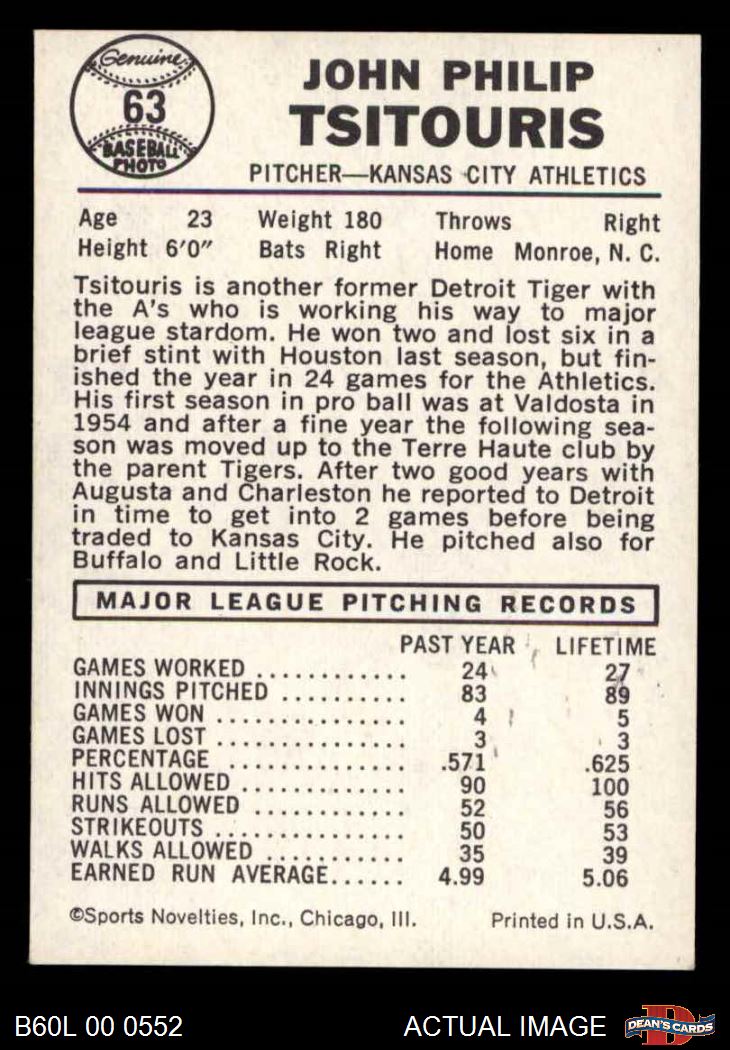 Genuine
63
BASEBALL
PHOTO
JOHN PHILIP
TSITOURIS
PITCHER—KANSAS CITY ATHLETICS
Age 23 Weight 180 Throws Right
Height 6'0" Bats Right Home Monroe, N. C.
Tsitouris is another former Detroit Tiger with
the A's who is working his way to major
league stardom. He won two and lost six in a
brief stint with Houston last season, but fin-
ished the year in 24 games for the Athletics.
His first season in pro ball was at Valdosta in
1954 and after a fine year the following sea-
son was moved up to the Terre Haute club by
the parent Tigers. After two good years with
Augusta and Charleston he reported to Detroit
in time to get into 2 games before being
traded to Kansas City. He pitched also for
Buffalo and Little Rock.
MAJOR LEAGUE PITCHING RECORDS
PAST YEAR LIFETIME
GAMES WORKED ............ 24 27
INNINGS PITCHED .......... 83 89
GAMES WON ............... 4 5
GAMES LOST ............... 3 3
PERCENTAGE .............. .571 .625
HITS ALLOWED ............. 90 100
RUNS ALLOWED ............ 52 56
STRIKEOUTS ............... 50 53
WALKS ALLOWED ........... 35 39
EARNED RUN AVERAGE...... 4.99 5.06
©Sports Novelties, Inc., Chicago, Ill. Printed in U.S.A.
B60L 00 0552 ACTUAL IMAGE D DEAN'S CARDS